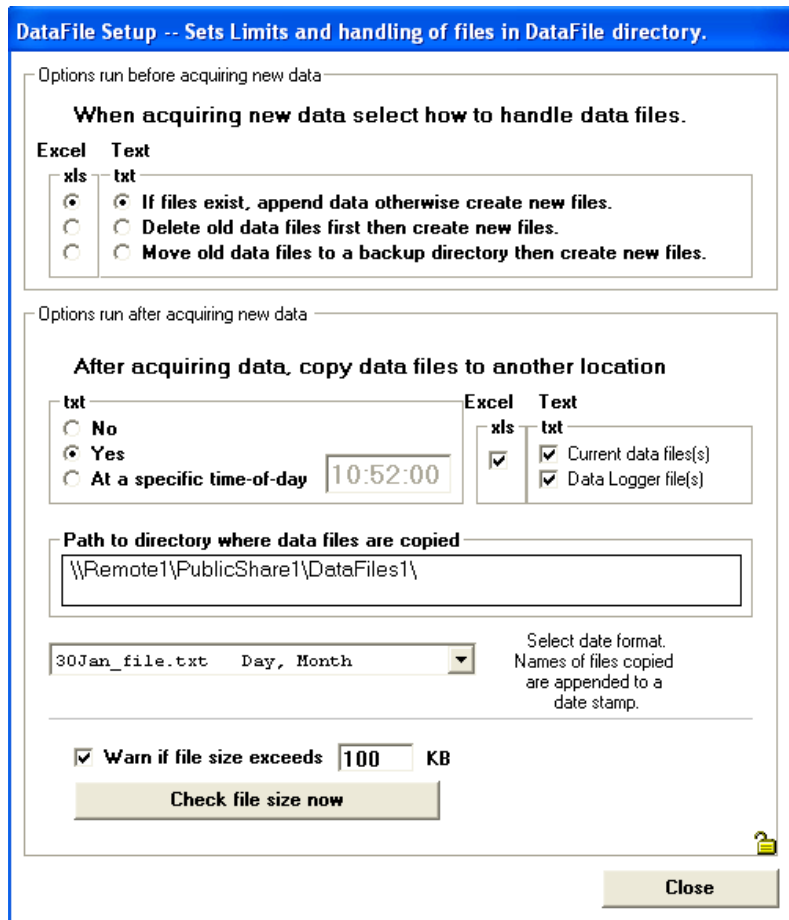 DataFile Setup -- Sets Limits and handling of files in DataFile directory.
Options run before acquiring new data
When acquiring new data select how to handle data files.
Excel Text
xls txt
If files exist, append data otherwise create new files.
Delete old data files first then create new files.
Move old data files to a backup directory then create new files.
Options run after acquiring new data
After acquiring data, copy data files to another location
txt
No
Yes
At a specific time-of-day 10:52:00
Excel Text
xls txt
Current data files(s)
Data Logger file(s)
Path to directory where data files are copied
\\Remote1\PublicShare1\DataFiles1\
30Jan_file.txt Day, Month
Select date format.
Names of files copied
are appended to a
date stamp.
Warn if file size exceeds 100 KB
Check file size now
Close